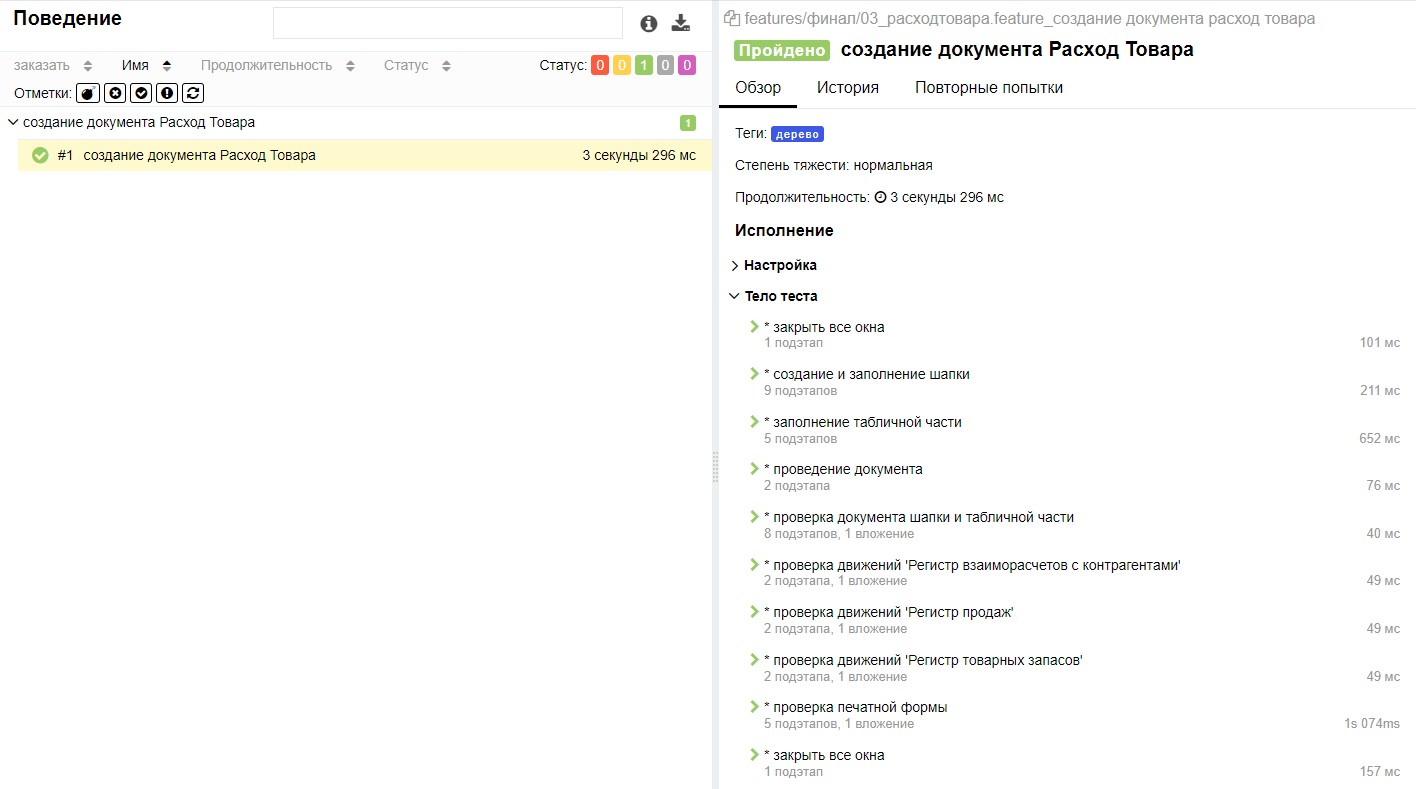 Поведение
заказать Имя Продолжительность Статус Статус: 0 0 1 0 0
Отметки:
создание документа Расход Товара 1
#1 создание документа Расход Товара 3 секунды 296 мс
features/финал/03_расходтовара.feature_создание документа расход товара
Пройдено создание документа Расход Товара
Обзор История Повторные попытки
Теги: дерево
Степень тяжести: нормальная
Продолжительность: 3 секунды 296 мс
Исполнение
Настройка
Тело теста
* закрыть все окна
1 подэтап 101 мс
* создание и заполнение шапки
9 подэтапов 211 мс
* заполнение табличной части
5 подэтапов 652 мс
* проведение документа
2 подэтапа 76 мс
* проверка документа шапки и табличной части
8 подэтапов, 1 вложение 40 мс
* проверка движений 'Регистр взаиморасчетов с контрагентами'
2 подэтапа, 1 вложение 49 мс
* проверка движений 'Регистр продаж'
2 подэтапа, 1 вложение 49 мс
* проверка движений 'Регистр товарных запасов'
2 подэтапа, 1 вложение 49 мс
* проверка печатной формы
5 подэтапов, 1 вложение 1s 074ms
* закрыть все окна
1 подэтап 157 мс